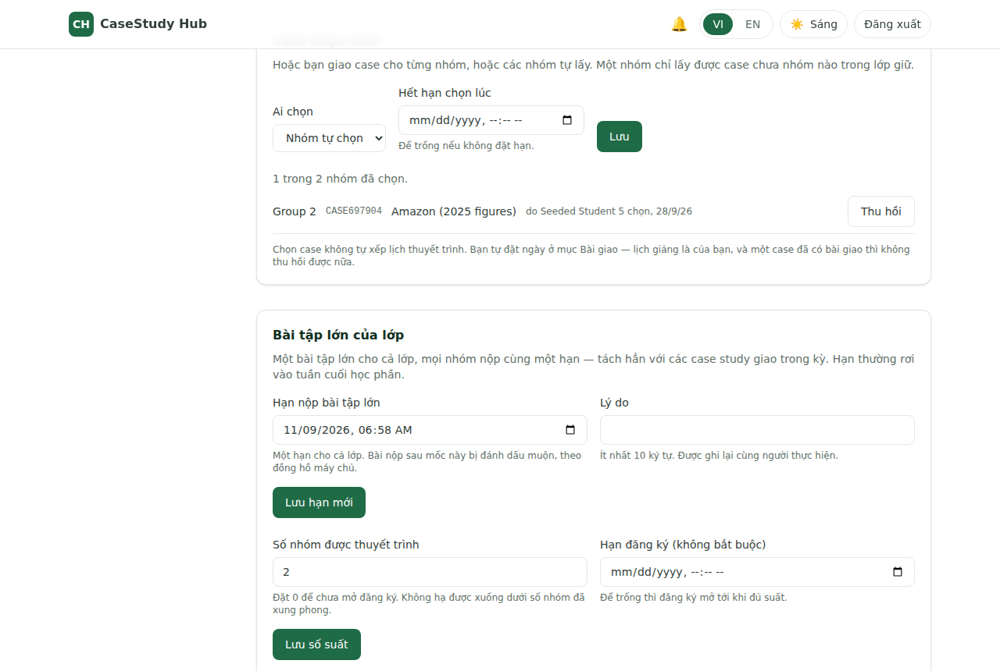 CH CaseStudy Hub
🔔 VI EN ☀️ Sáng Đăng xuất
Hoặc bạn giao case cho từng nhóm, hoặc các nhóm tự lấy. Một nhóm chỉ lấy được case chưa nhóm nào trong lớp giữ.
Hết hạn chọn lúc
Ai chọn
mm/dd/yyyy, --:-- --
Nhóm tự chọn
Lưu
Để trống nếu không đặt hạn.
1 trong 2 nhóm đã chọn.
Group 2 CASE697904 Amazon (2025 figures) do Seeded Student 5 chọn, 28/9/26 Thu hồi
Chọn case không tự xếp lịch thuyết trình. Bạn tự đặt ngày ở mục Bài giao — lịch giảng là của bạn, và một case đã có bài giao thì không
thu hồi được nữa.
Bài tập lớn của lớp
Một bài tập lớn cho cả lớp, mọi nhóm nộp cùng một hạn — tách hẳn với các case study giao trong kỳ. Hạn thường rơi
vào tuần cuối học phần.
Hạn nộp bài tập lớn Lý do
11/09/2026, 06:58 AM
Một hạn cho cả lớp. Bài nộp sau mốc này bị đánh dấu muộn, theo
đồng hồ máy chủ.
Ít nhất 10 ký tự. Được ghi lại cùng người thực hiện.
Lưu hạn mới
Số nhóm được thuyết trình Hạn đăng ký (không bắt buộc)
2 mm/dd/yyyy, --:-- --
Đặt 0 để chưa mở đăng ký. Không hạ được xuống dưới số nhóm đã
xung phong.
Để trống thì đăng ký mở tới khi đủ suất.
Lưu số suất